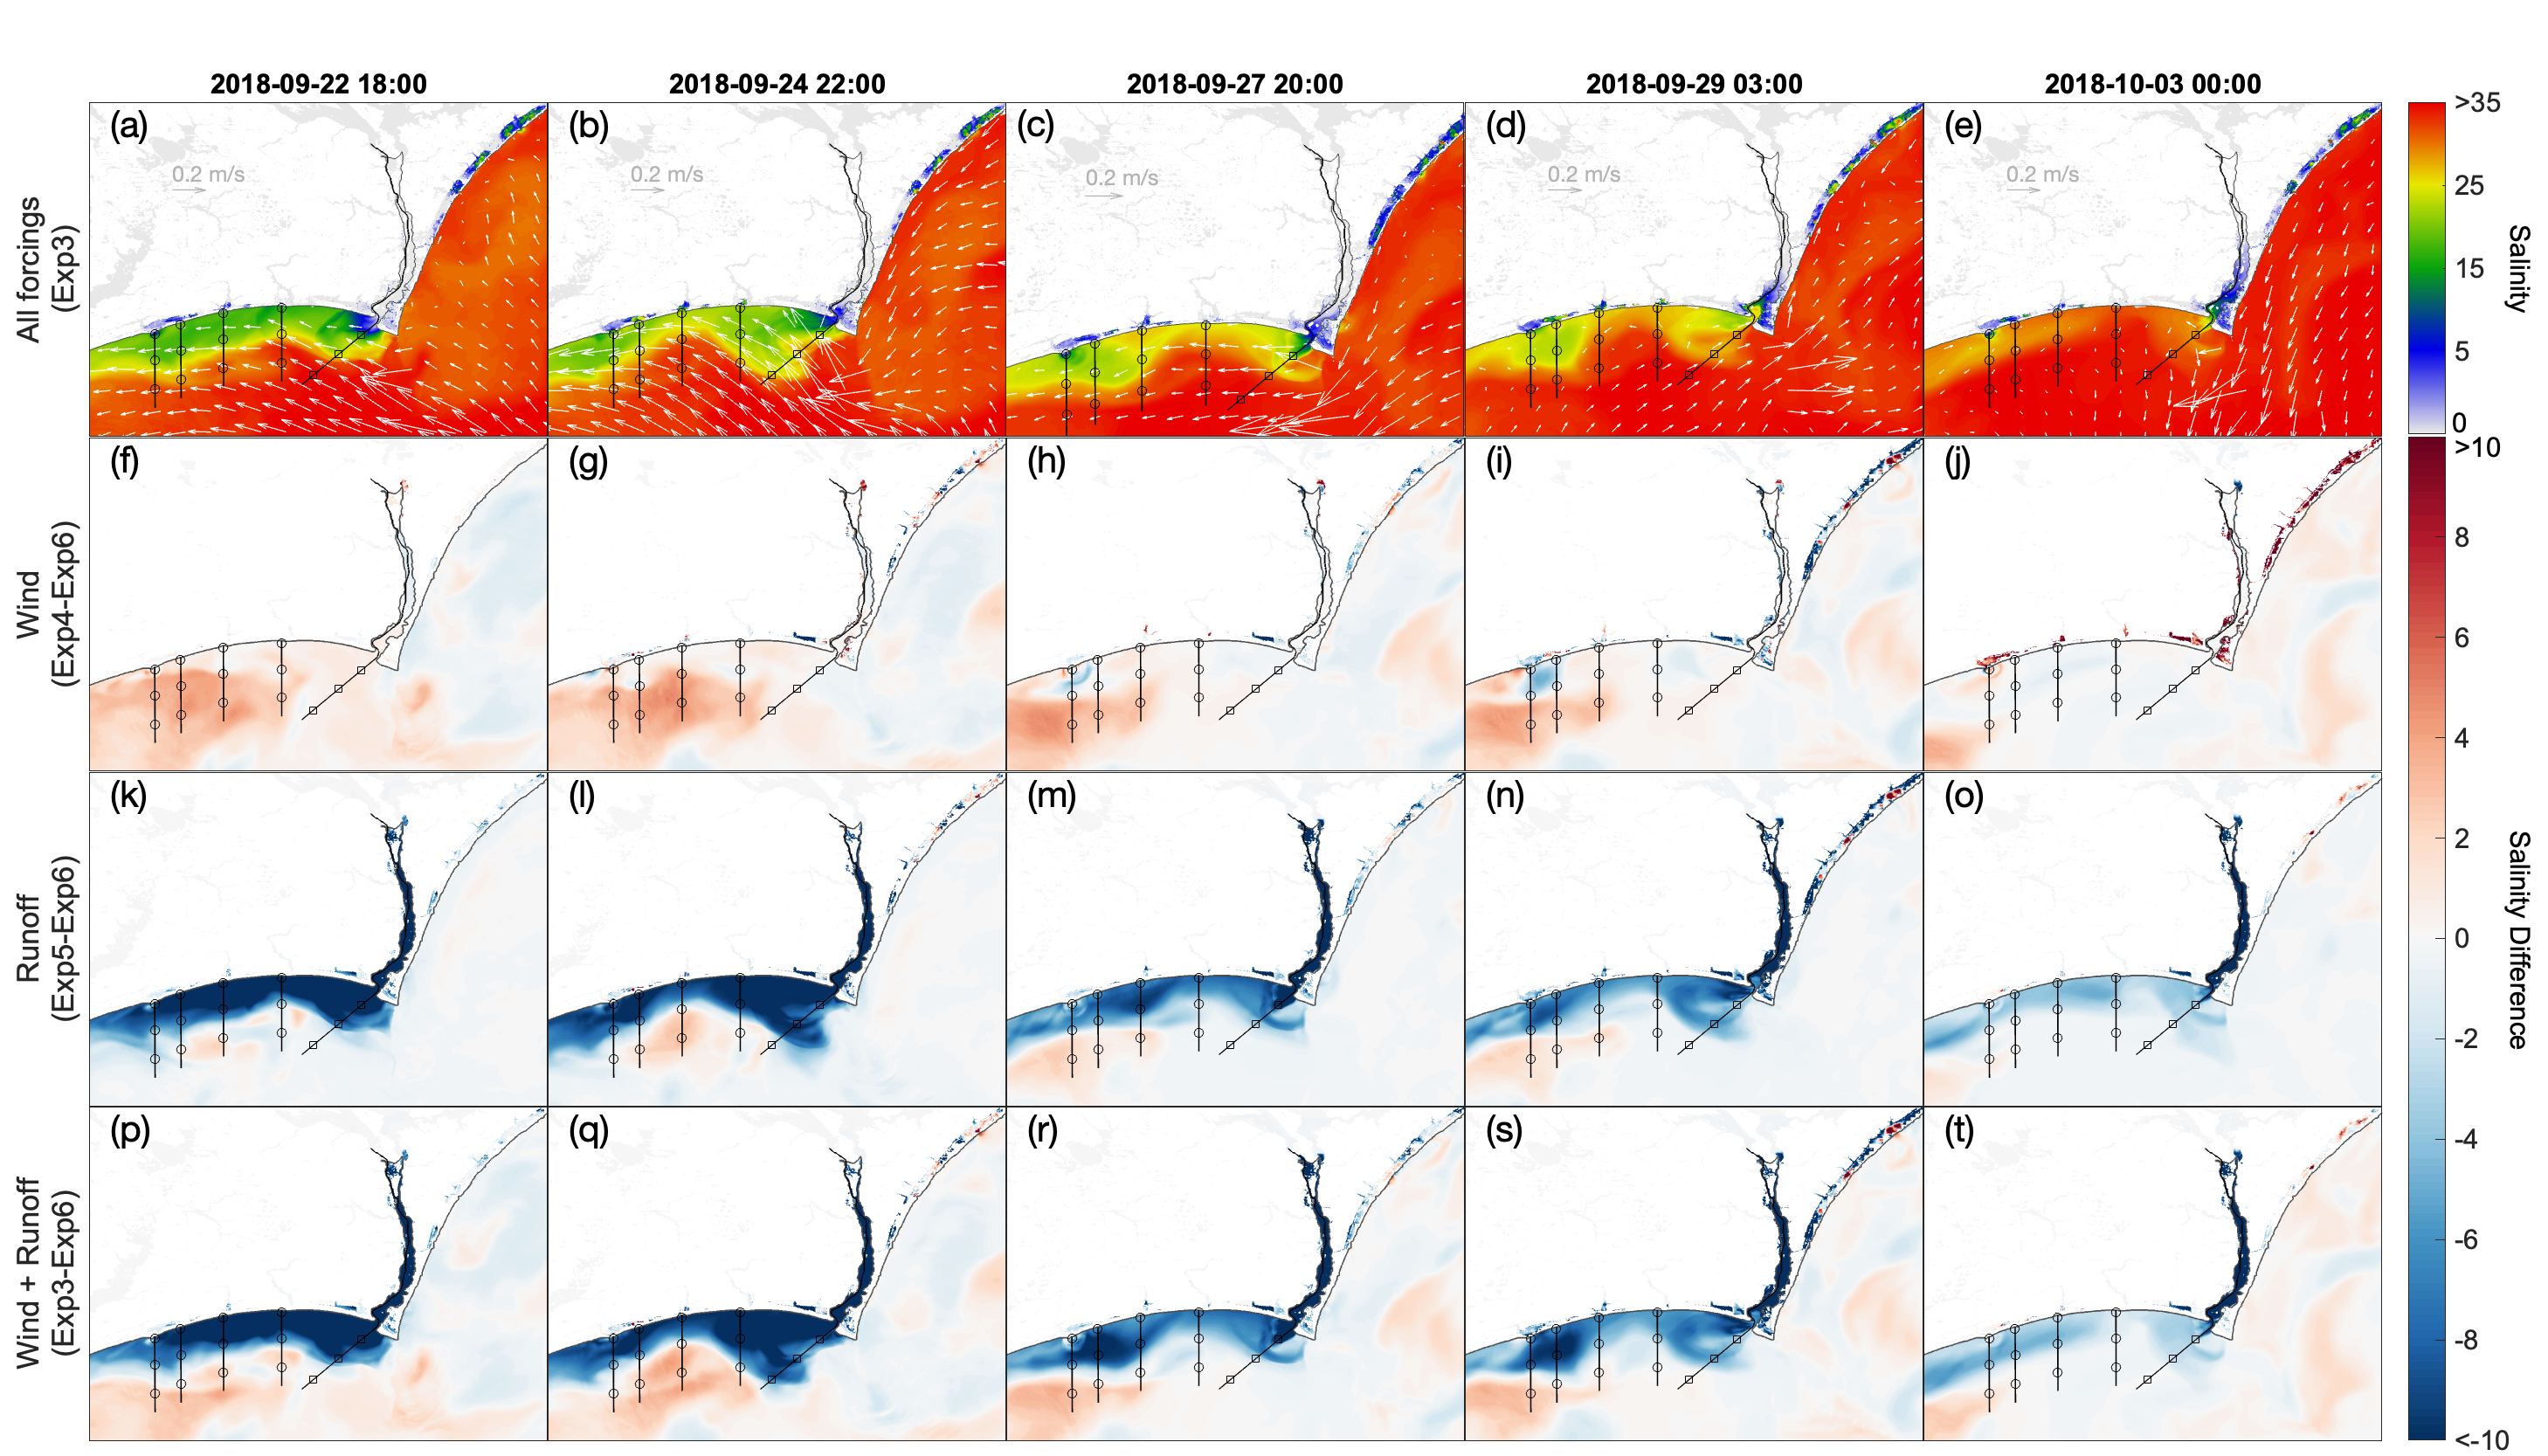 2018-09-22 18:00
2018-09-24 22:00
2018-09-27 20:00
2018-09-29 03:00
2018-10-03 00:00
All forcings
(Exp3)
(a)
0.2 m/s
(b)
0.2 m/s
(c)
0.2 m/s
(d)
0.2 m/s
(e)
0.2 m/s
>35
25
15
5
0
Salinity
Wind
(Exp4-Exp6)
(f)
(g)
(h)
(i)
(j)
Runoff
(Exp5-Exp6)
(k)
(l)
(m)
(n)
(o)
Wind + Runoff
(Exp3-Exp6)
(p)
(q)
(r)
(s)
(t)
>10
8
6
4
2
0
-2
-4
-6
-8
<-10
Salinity Difference